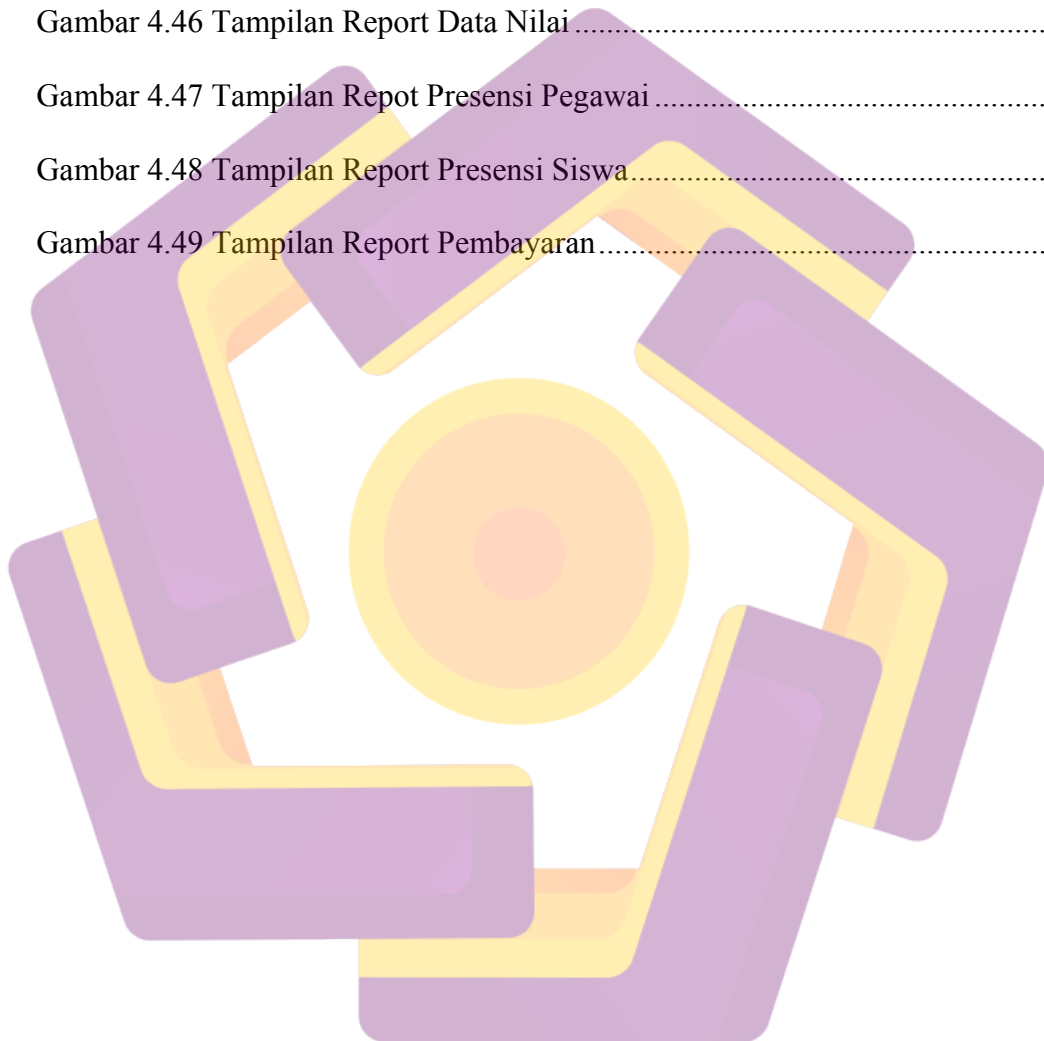 Gambar 4.46 Tampilan Report Data Nilai ............................................................
Gambar 4.47 Tampilan Repot Presensi Pegawai ..................................................
Gambar 4.48 Tampilan Report Presensi Siswa.....................................................
Gambar 4.49 Tampilan Report Pembayaran.........................................................